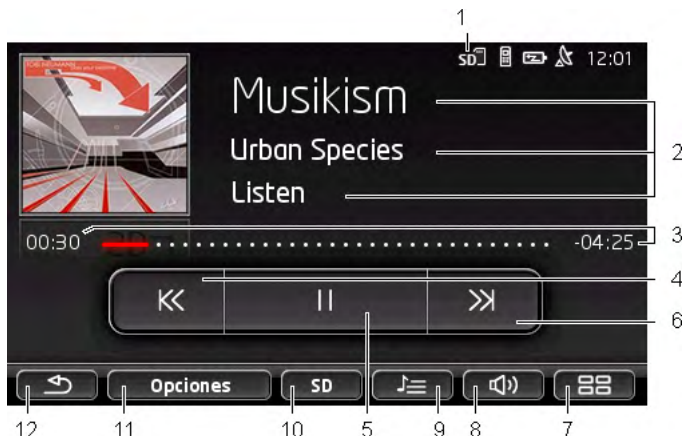 1
SD 12:01
Musikism
Urban Species
2
Listen
3
00:30 -04:25
4
6
Opciones SD
12 11 10 5 9 8 7